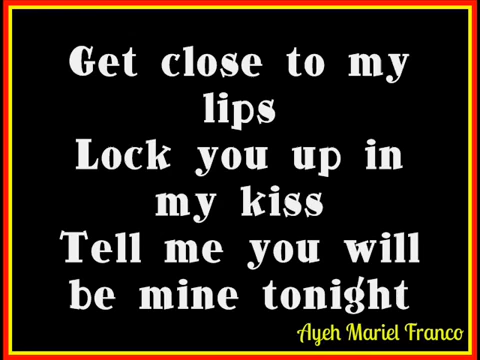 Get close to my
lips
Lock you up in
my kiss
Tell me you will
be mine tonight
Ayeh Mariel Franco